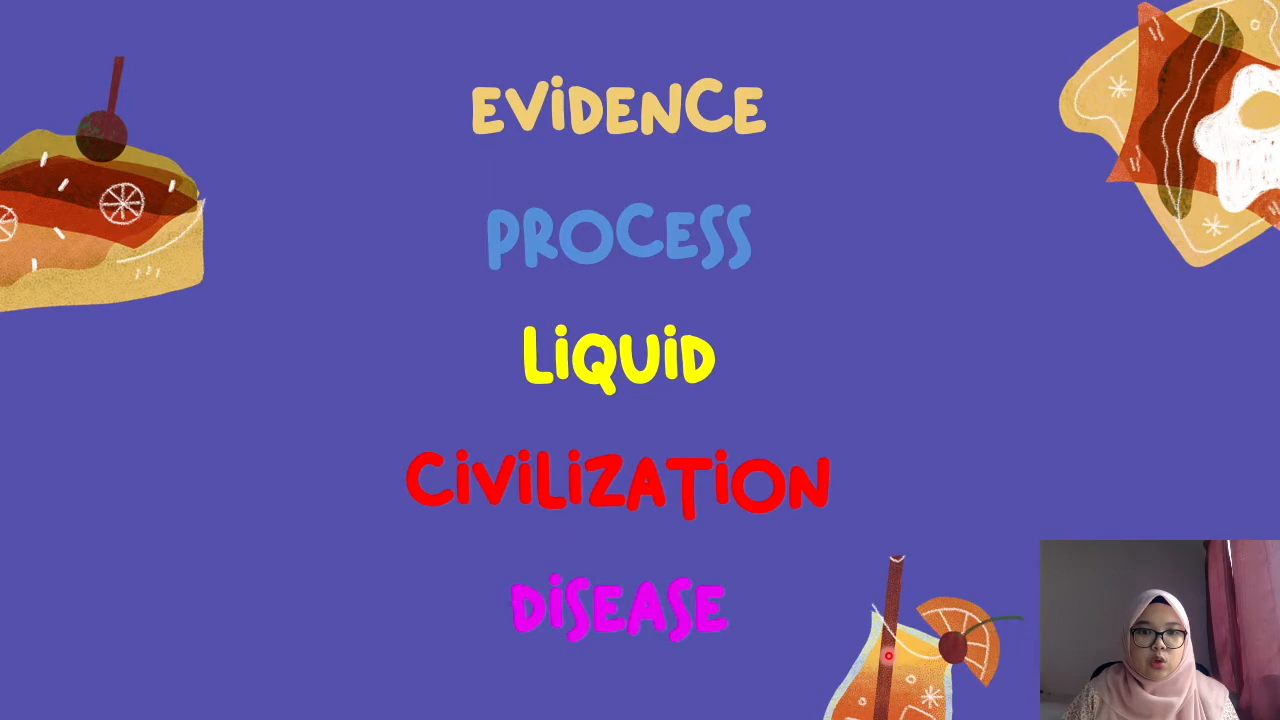 EVIDENCE
PROCESS
LIQUID
CIVILIZATION
DISEASE